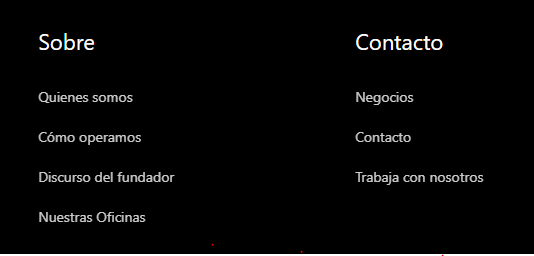 Sobre
Quienes somos
Cómo operamos
Discurso del fundador
Nuestras Oficinas
Contacto
Negocios
Contacto
Trabaja con nosotros